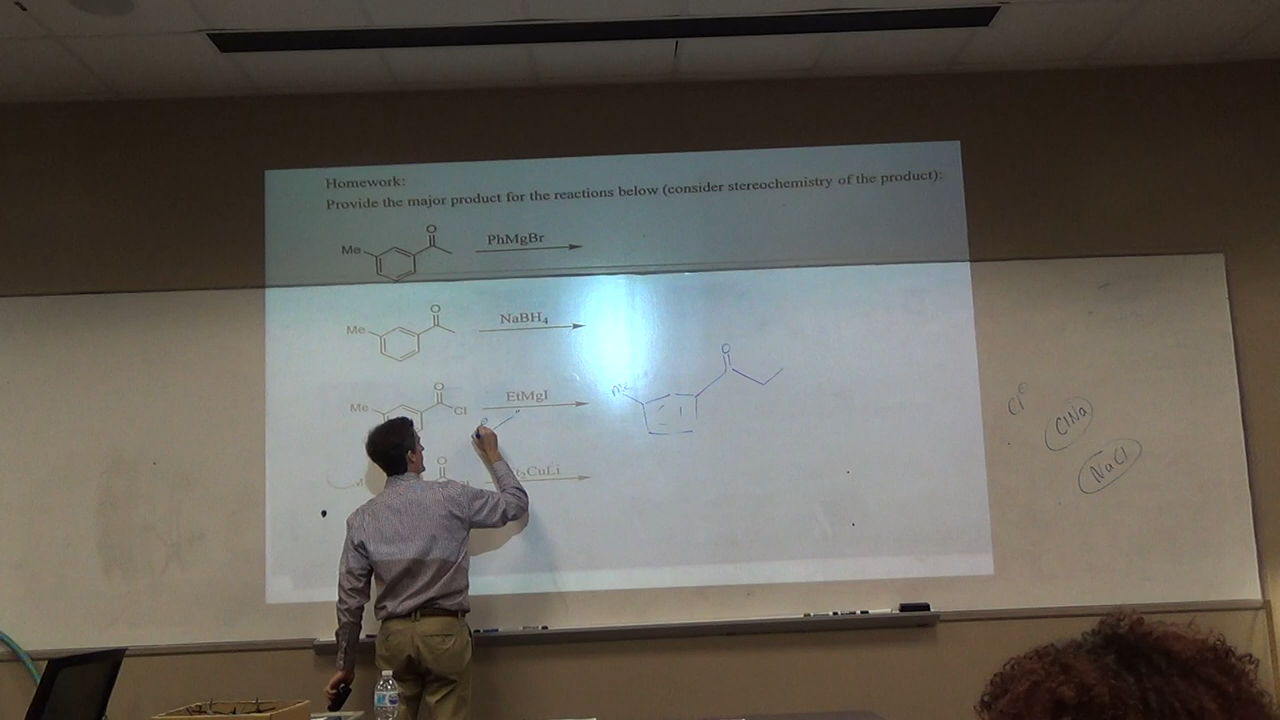 Homework:
Provide the major product for the reactions below (consider stereochemistry of the product):
Me O PhMgBr
Me O NaBH4
Me O Cl EtMgI
Me O
O
t2CuLi
Cl⊖
ClNa
NaCl